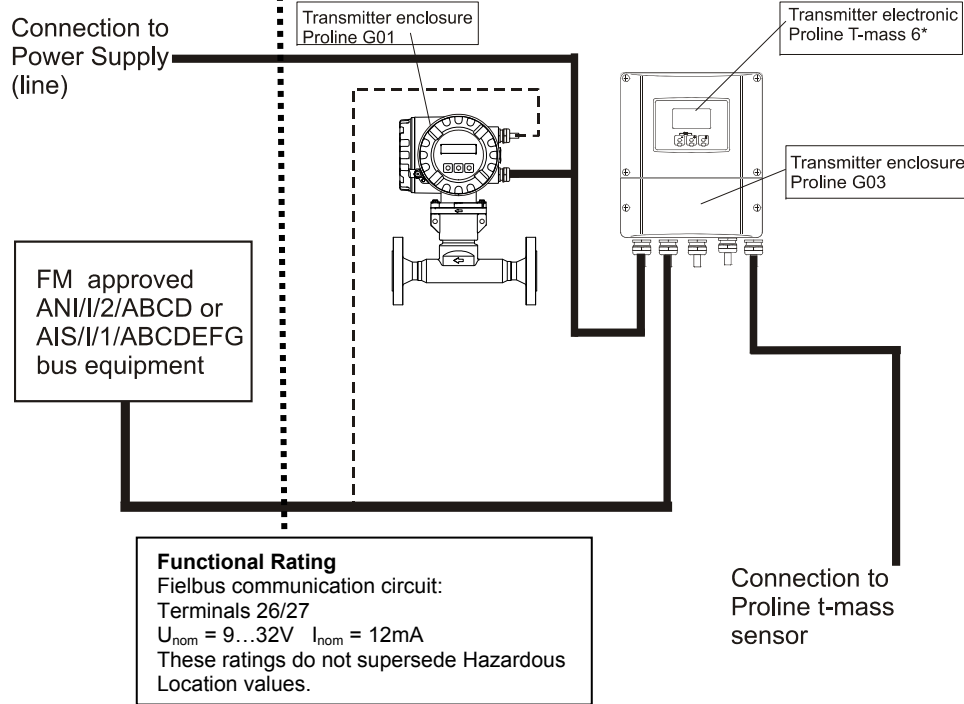 Connection to
Power Supply
(line)
Transmitter enclosure
Proline G01
Transmitter electronic
Proline T-mass 6*
Transmitter enclosure
Proline G03
FM approved
ANI/I/2/ABCD or
AIS/I/1/ABCDEFG
bus equipment
Functional Rating
Fielbus communication circuit:
Terminals 26/27
Unom = 9…32V Inom = 12mA
These ratings do not supersede Hazardous
Location values.
Connection to
Proline t-mass
sensor